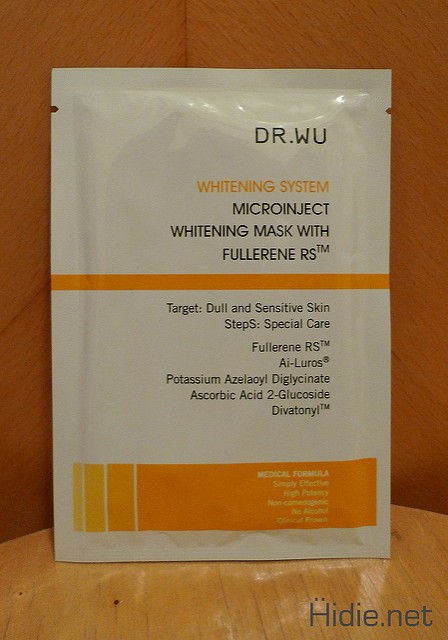 DR.WU
WHITENING SYSTEM
MICROINJECT
WHITENING MASK WITH
FULLERENE RS™
Target: Dull and Sensitive Skin
StepS: Special Care
Fullerene RS™
Ai-Luros®
Potassium Azelaoyl Diglycinate
Ascorbic Acid 2-Glucoside
Divatonyl™
MEDICAL FORMULA
Simply Effective
High Potency
Non-comedogenic
No Alcohol
Clinical Proven
Hidie.net